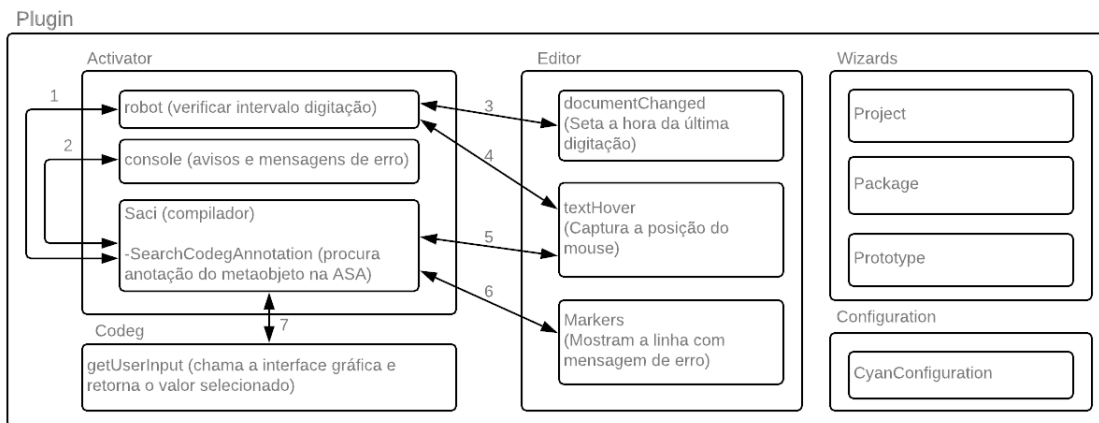 Plugin
Activator
1
robot (verificar intervalo digitação)
2
console (avisos e mensagens de erro)
Saci (compilador)
-SearchCodegAnnotation (procura
anotação do metaobjeto na ASA)
7
Codeg
getUserInput (chama a interface gráfica e
retorna o valor selecionado)
3
4
5
6
Editor
documentChanged
(Seta a hora da última
digitação)
textHover
(Captura a posição do
mouse)
Markers
(Mostram a linha com
mensagem de erro)
Wizards
Project
Package
Prototype
Configuration
CyanConfiguration